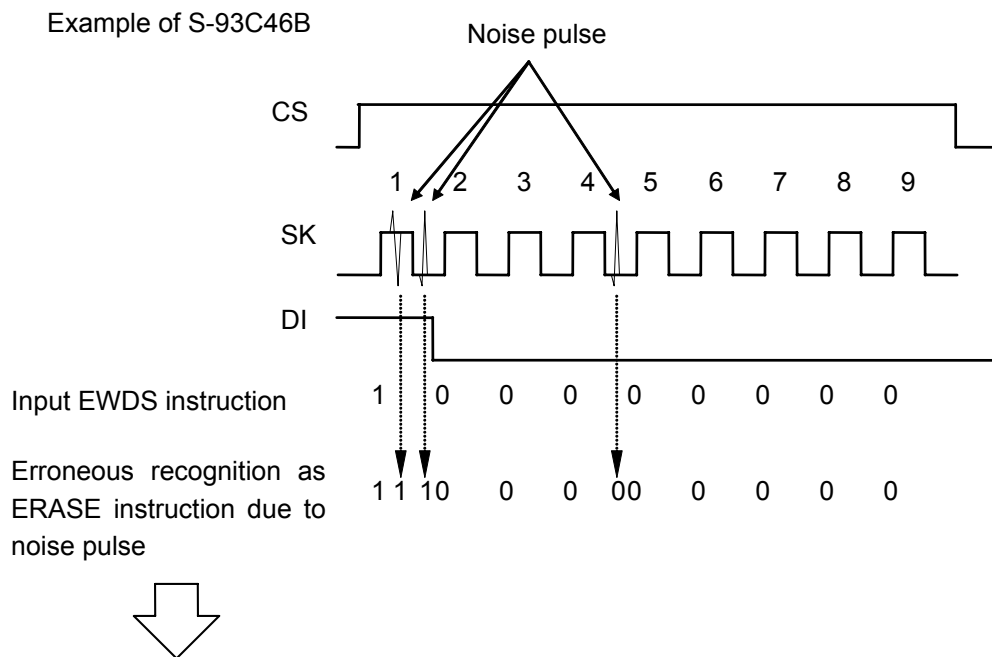 Example of S-93C46B
Noise pulse
CS
1 2 3 4 5 6 7 8 9
SK
DI
Input EWDS instruction 1 0 0 0 0 0 0 0 0
Erroneous recognition as
ERASE instruction due to
noise pulse
1 1 10 0 0 00 0 0 0 0